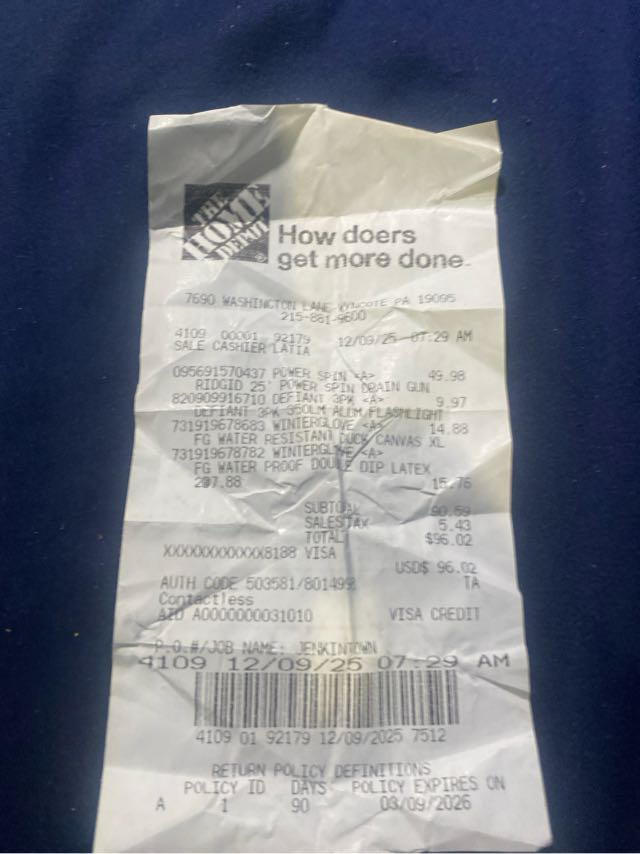 THE
HOME
DEPOT
®
How doers
get more done.
7690 WASHINGTON LANE WYNCOTE PA 19095
215-881-9600
4109 00001 92179 12/09/25 07:29 AM
SALE CASHIER LATIA
095691570437 POWER SPIN <A> 49.98
RIDGID 25' POWER SPIN DRAIN GUN
820909916710 DEFIANT 3PK <A> 9.97
DEFIANT 3PK 350LM ALUM FLASHLIGHT
731919678683 WINTERGLOVE <A> 14.88
FG WATER RESISTANT DUCK CANVAS XL
731919678782 WINTERGLOVE <A>
FG WATER PROOF DOUBLE DIP LATEX
2@7.88 15.76
SUBTOTAL 90.59
SALES TAX 5.43
TOTAL $96.02
XXXXXXXXXXXX8188 VISA
USD$ 96.02
AUTH CODE 503581/8014993 TA
Contactless
AID A0000000031010 VISA CREDIT
P.O.#/JOB NAME: JENKINTOWN
4109 12/09/25 07:29 AM
4109 01 92179 12/09/2025 7512
RETURN POLICY DEFINITIONS
POLICY ID DAYS POLICY EXPIRES ON
A 1 90 03/09/2026